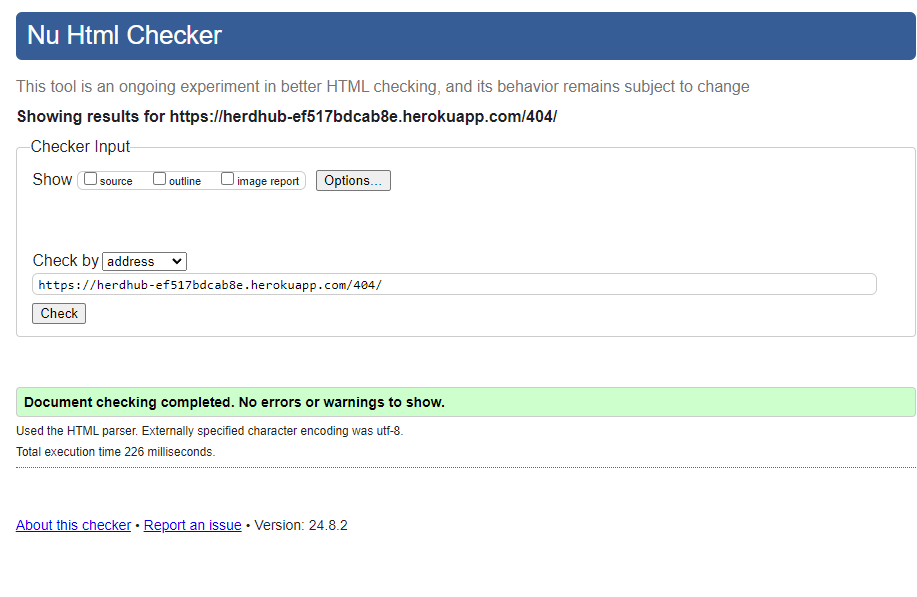 Nu Html Checker
This tool is an ongoing experiment in better HTML checking, and its behavior remains subject to change
Showing results for https://herdhub-ef517bdcab8e.herokuapp.com/404/
Checker Input
Show source outline image report Options...
Check by address
https://herdhub-ef517bdcab8e.herokuapp.com/404/
Check
Document checking completed. No errors or warnings to show.
Used the HTML parser. Externally specified character encoding was utf-8.
Total execution time 226 milliseconds.
About this checker • Report an issue • Version: 24.8.2